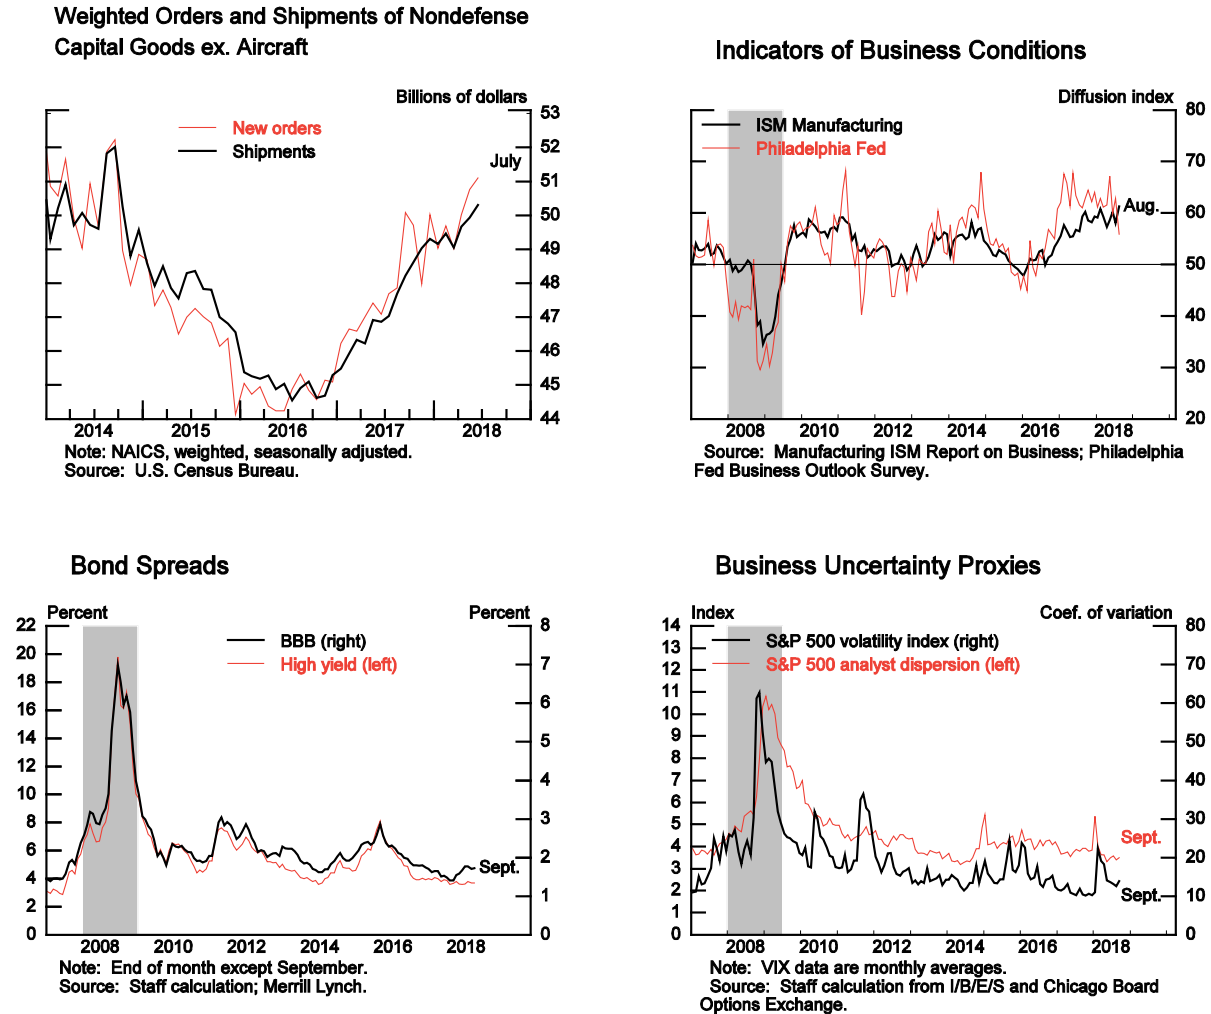 Weighted Orders and Shipments of Nondefense
Capital Goods ex. Aircraft
Billions of dollars
New orders
Shipments
July
53
52
51
50
49
48
47
46
45
44
2014 2015 2016 2017 2018
Note: NAICS, weighted, seasonally adjusted.
Source: U.S. Census Bureau.
Indicators of Business Conditions
Diffusion index
ISM Manufacturing
Philadelphia Fed
Aug.
80
70
60
50
40
30
20
2008 2010 2012 2014 2016 2018
Source: Manufacturing ISM Report on Business; Philadelphia
Fed Business Outlook Survey.
Bond Spreads
Percent Percent
BBB (right)
High yield (left)
Sept.
22
20
18
16
14
12
10
8
6
4
2
0
8
7
6
5
4
3
2
1
0
2008 2010 2012 2014 2016 2018
Note: End of month except September.
Source: Staff calculation; Merrill Lynch.
Business Uncertainty Proxies
Index Coef. of variation
S&P 500 volatility index (right)
S&P 500 analyst dispersion (left)
Sept.
Sept.
14
13
12
11
10
9
8
7
6
5
4
3
2
1
0
80
70
60
50
40
30
20
10
0
2008 2010 2012 2014 2016 2018
Note: VIX data are monthly averages.
Source: Staff calculation from I/B/E/S and Chicago Board
Options Exchange.